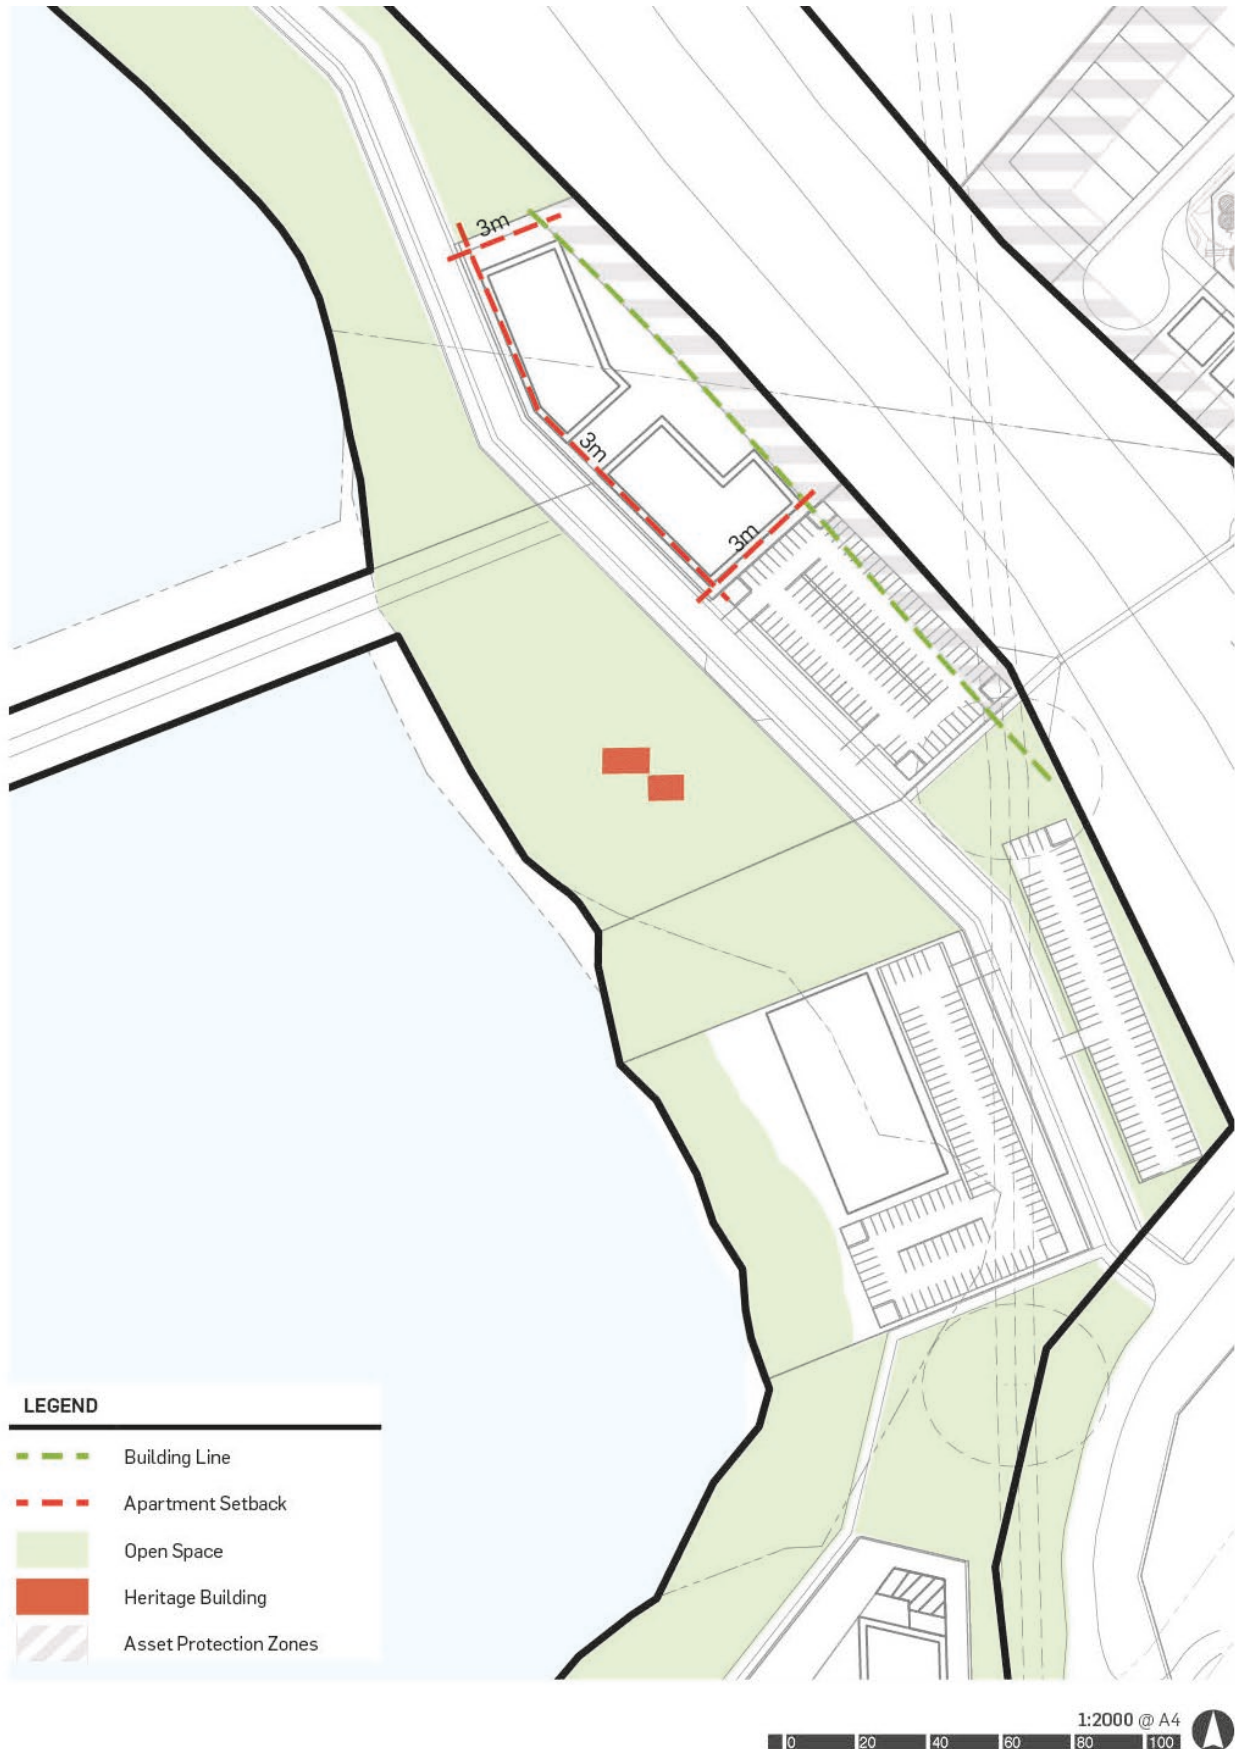 3m
3m
3m
LEGEND
Building Line
Apartment Setback
Open Space
Heritage Building
Asset Protection Zones
1:2000 @ A4
0 20 40 60 80 100